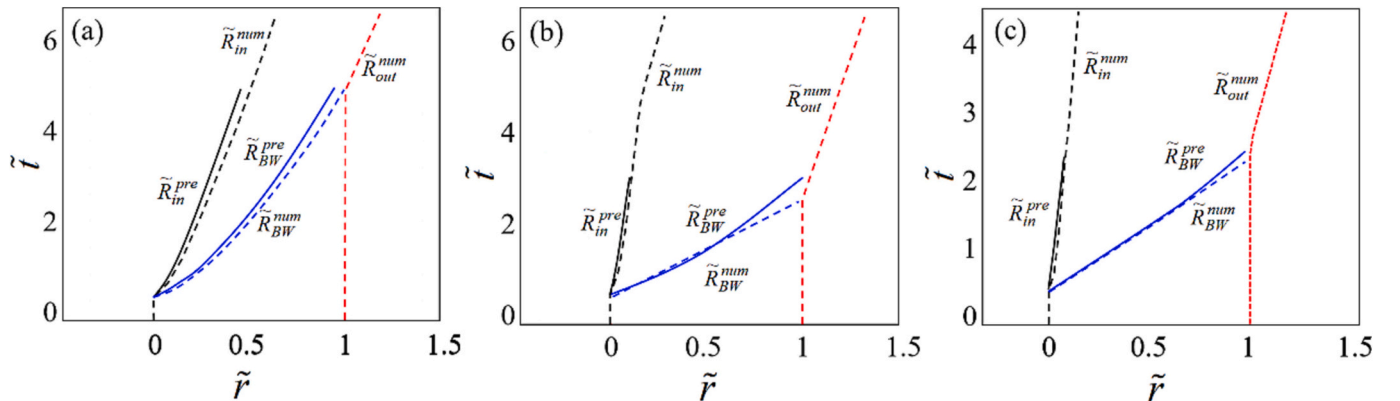 (a)
6
4
2
0
t̃
R̃_in^num
R̃_out^num
R̃_BW^pre
R̃_in^pre
R̃_BW^num
0 0.5 1 1.5
r̃
(b)
6
4
2
0
t̃
R̃_in^num
R̃_out^num
R̃_in^pre
R̃_BW^pre
R̃_BW^num
0 0.5 1 1.5
r̃
(c)
4
3
2
1
0
t̃
R̃_in^num
R̃_out^num
R̃_BW^pre
R̃_in^pre
R̃_BW^num
0 0.5 1 1.5
r̃